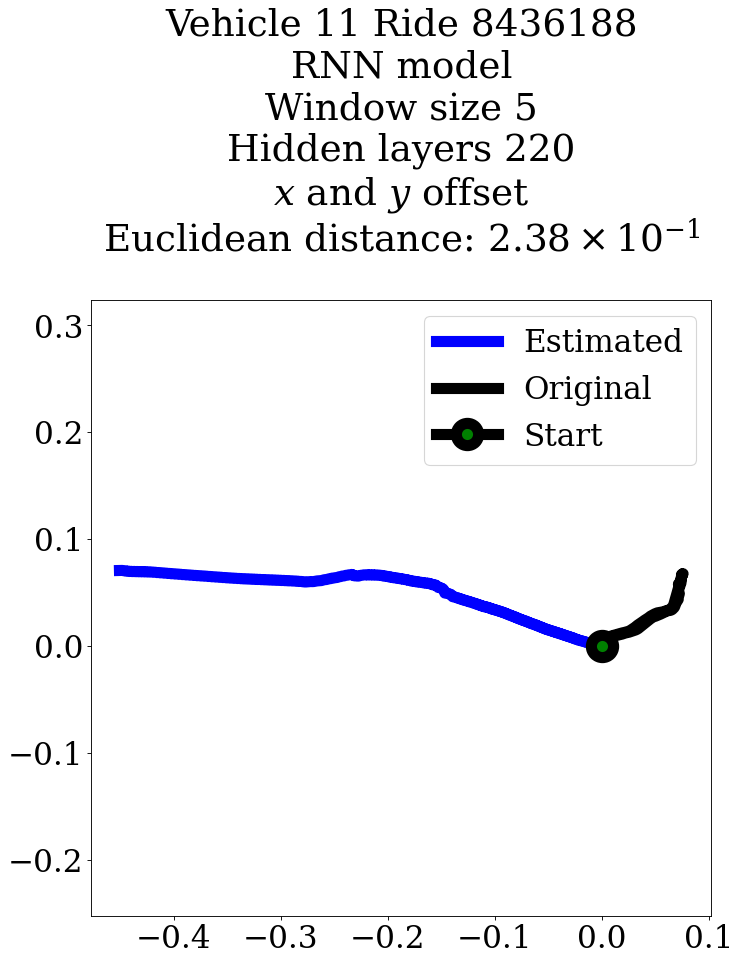 Vehicle 11 Ride 8436188
RNN model
Window size 5
Hidden layers 220
x and y offset
Euclidean distance: 2.38 × 10⁻¹
Estimated
Original
Start
0.3
0.2
0.1
0.0
−0.1
−0.2
−0.4 −0.3 −0.2 −0.1 0.0 0.1